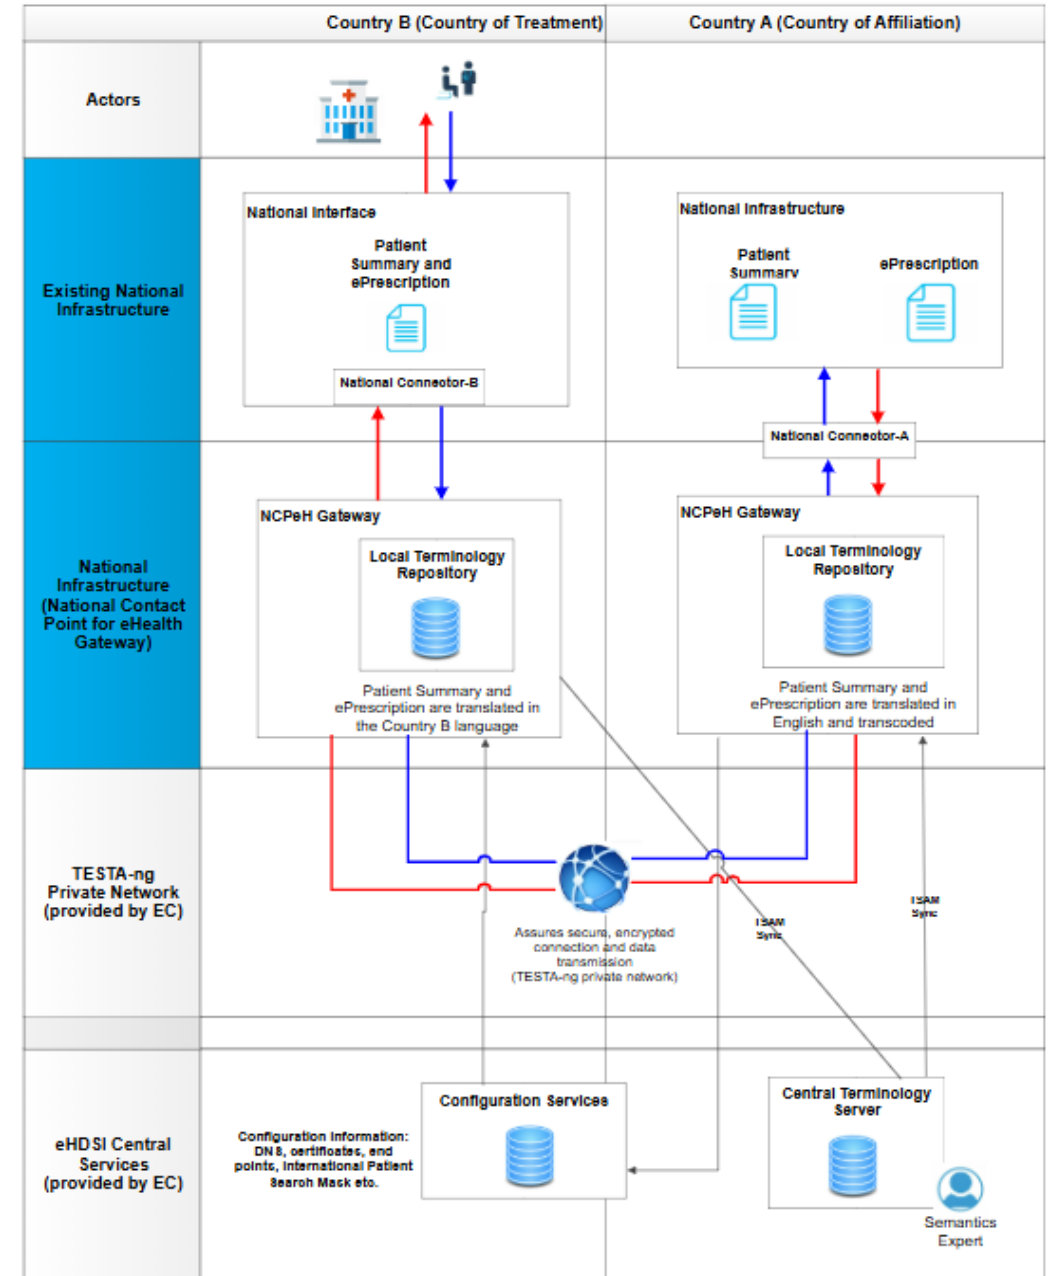 Country B (Country of Treatment)
Country A (Country of Affiliation)
Actors
Existing National
Infrastructure
National Interface
Patient
Summary and
ePrescription
National Connector-B
National Infrastructure
Patient
Summary
ePrescription
National Connector-A
National
Infrastructure
(National Contact
Point for eHealth
Gateway)
NCPeH Gateway
Local Terminology
Repository
Patient Summary and
ePrescription are translated in
the Country B language
NCPeH Gateway
Local Terminology
Repository
Patient Summary and
ePrescription are translated in
English and transcoded
TESTA-ng
Private Network
(provided by EC)
Assures secure, encrypted
connection and data
transmission
(TESTA-ng private network)
TSAM
Sync
TSAM
Sync
eHDSI Central
Services
(provided by EC)
Configuration Information:
DNS, certificates, end
points, International Patient
Search Mask etc.
Configuration Services
Central Terminology
Server
Semantics
Expert